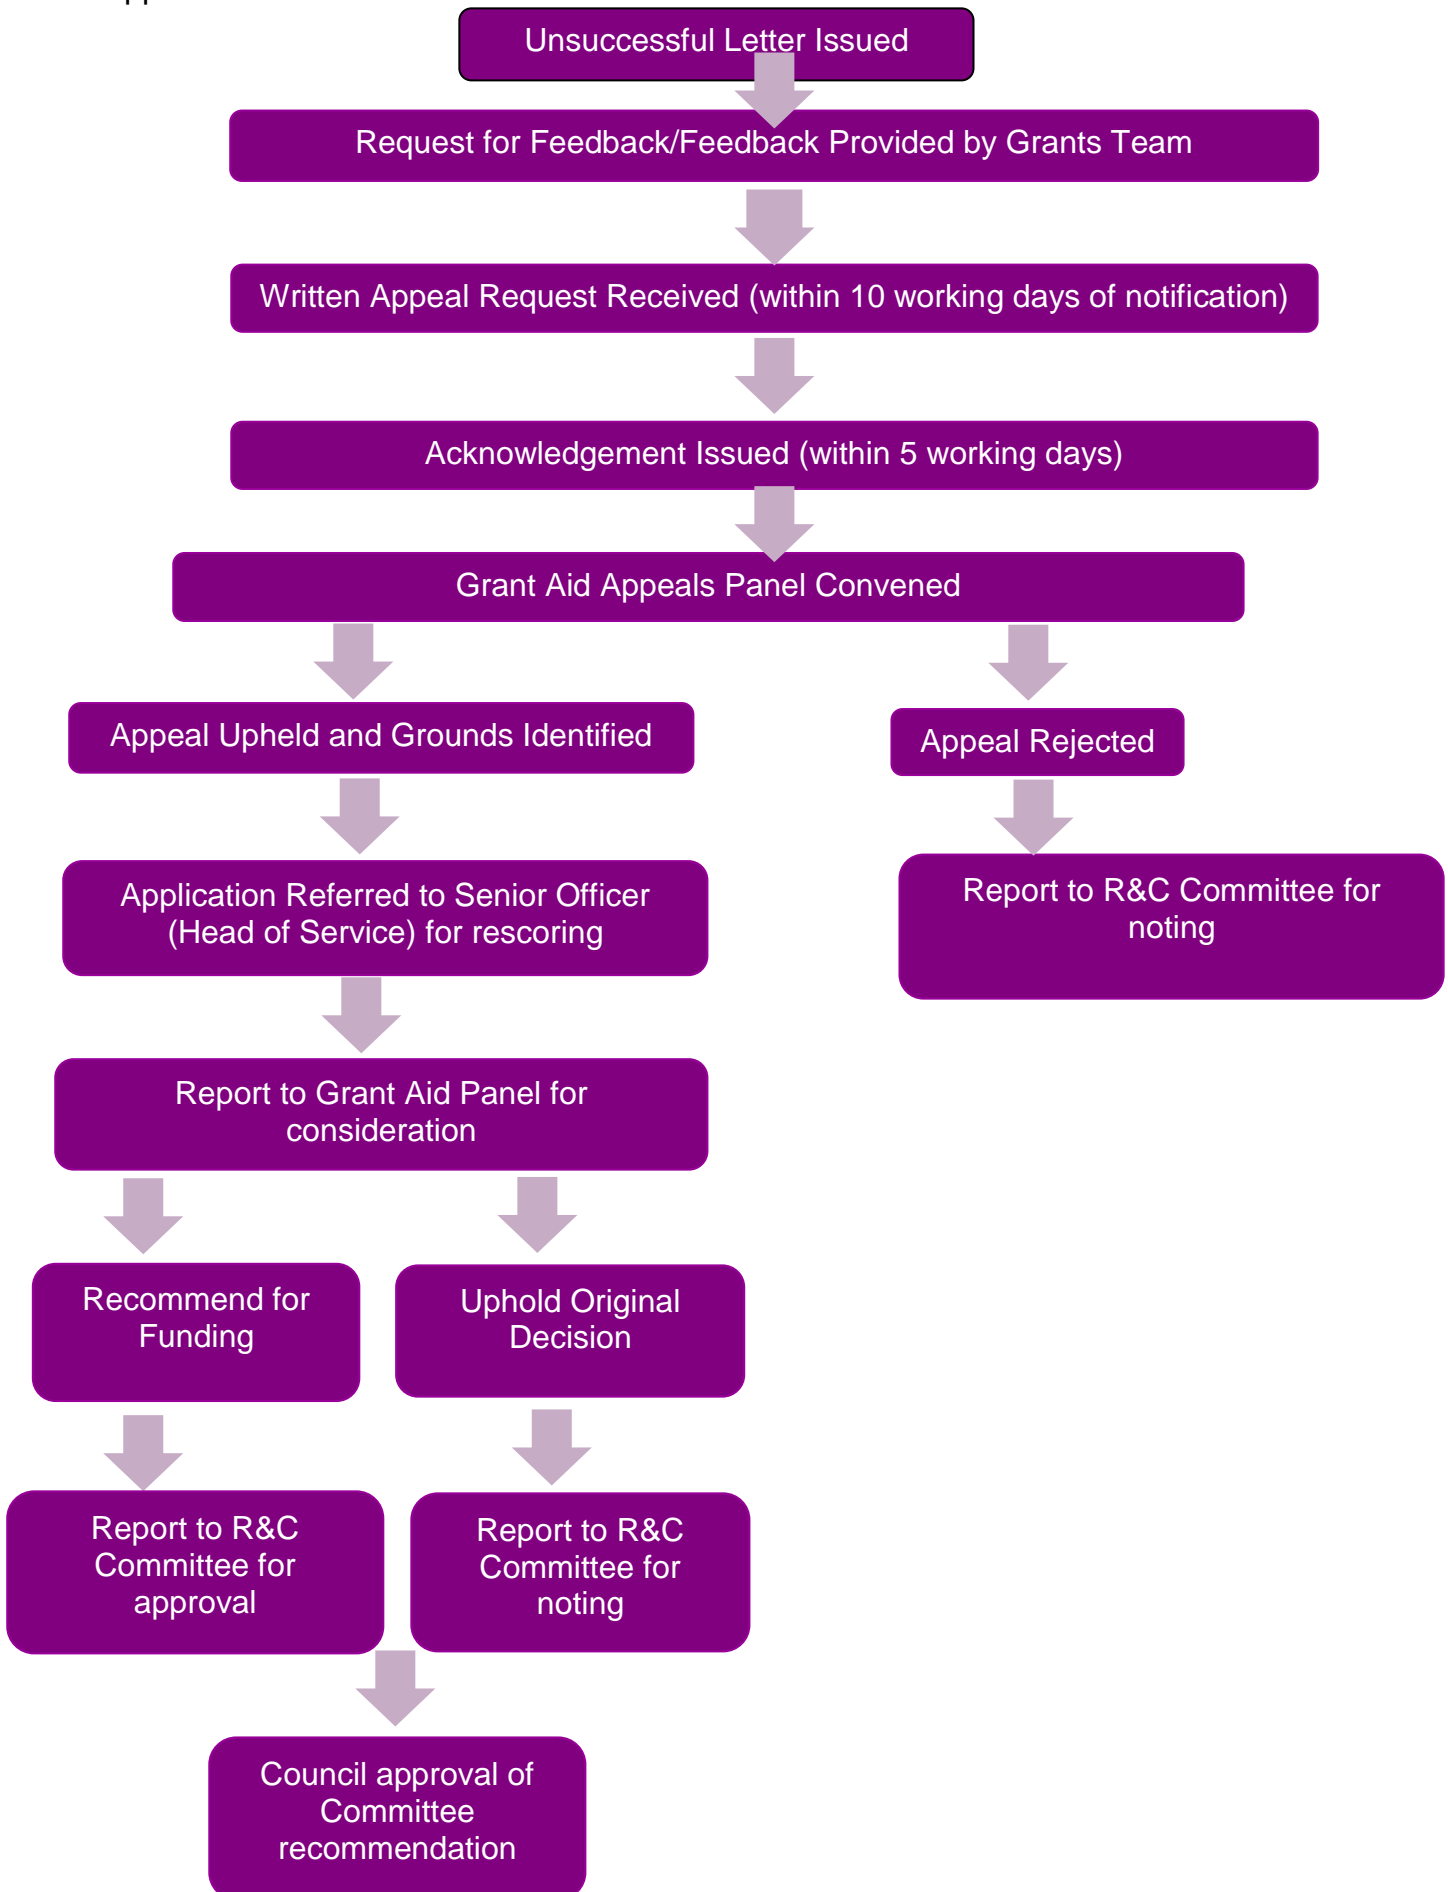 Unsuccessful Letter Issued
Request for Feedback/Feedback Provided by Grants Team
Written Appeal Request Received (within 10 working days of notification)
Acknowledgement Issued (within 5 working days)
Grant Aid Appeals Panel Convened
Appeal Upheld and Grounds Identified
Appeal Rejected
Application Referred to Senior Officer
(Head of Service) for rescoring
Report to R&C Committee for
noting
Report to Grant Aid Panel for
consideration
Recommend for
Funding
Uphold Original
Decision
Report to R&C
Committee for
approval
Report to R&C
Committee for
noting
Council approval of
Committee
recommendation